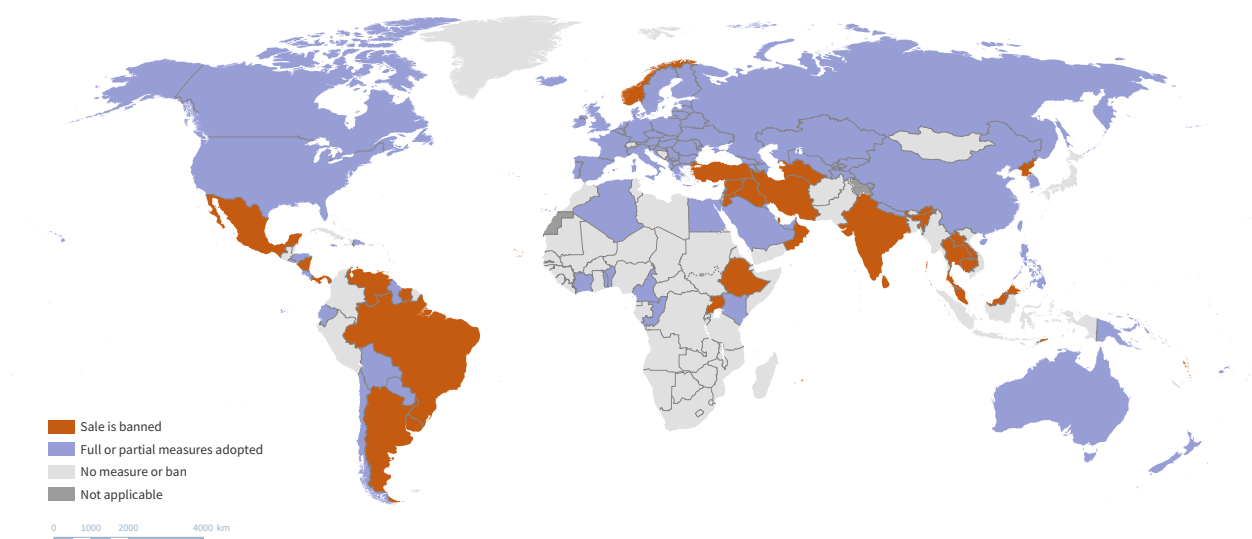 Sale is banned
Full or partial measures adopted
No measure or ban
Not applicable
0 1000 2000 4000 km